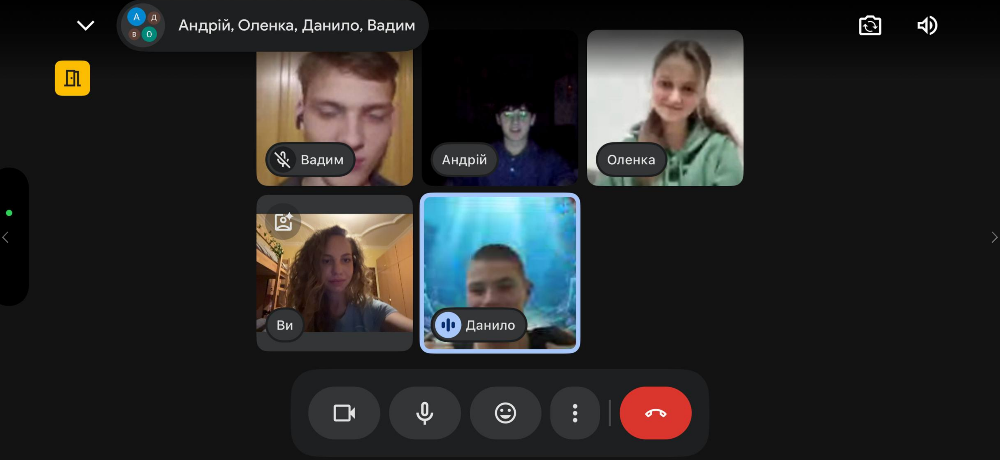 А Д
В О
Андрій, Оленка, Данило, Вадим
Вадим
Андрій
Оленка
Ви
Данило